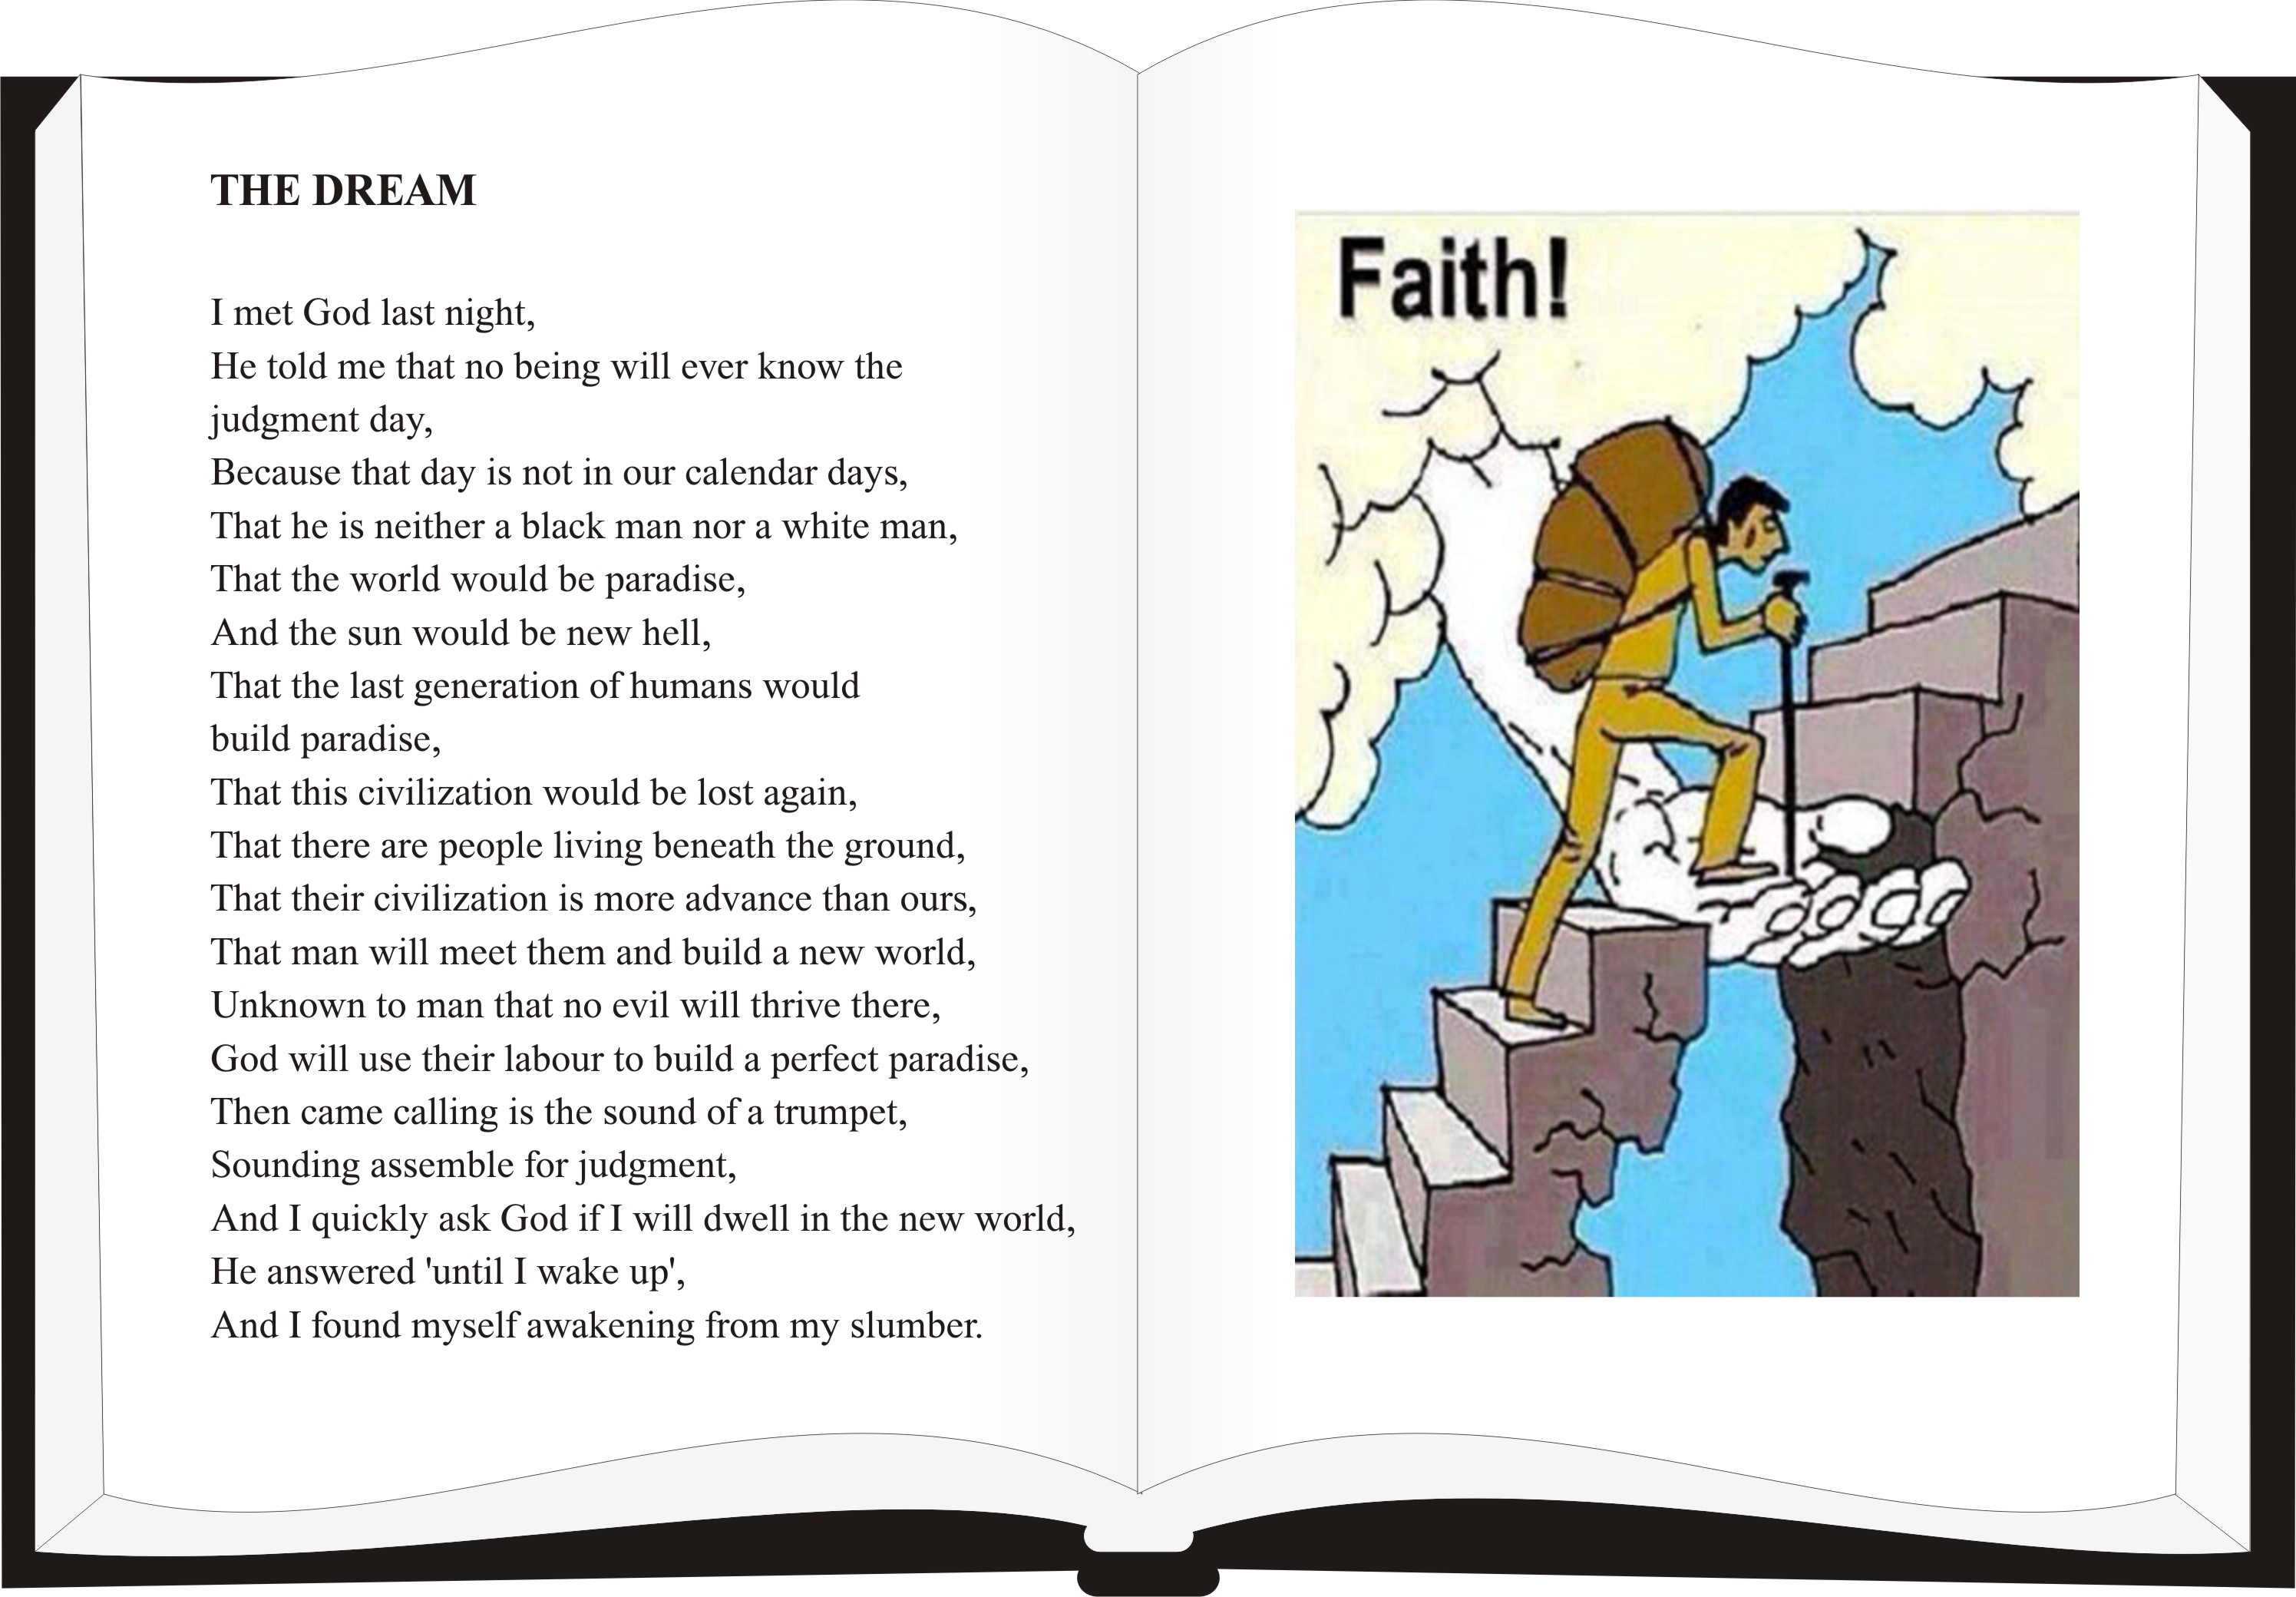 THE DREAM
I met God last night,
He told me that no being will ever know the
judgment day,
Because that day is not in our calendar days,
That he is neither a black man nor a white man,
That the world would be paradise,
And the sun would be new hell,
That the last generation of humans would
build paradise,
That this civilization would be lost again,
That there are people living beneath the ground,
That their civilization is more advance than ours,
That man will meet them and build a new world,
Unknown to man that no evil will thrive there,
God will use their labour to build a perfect paradise,
Then came calling is the sound of a trumpet,
Sounding assemble for judgment,
And I quickly ask God if I will dwell in the new world,
He answered 'until I wake up',
And I found myself awakening from my slumber.
Faith!